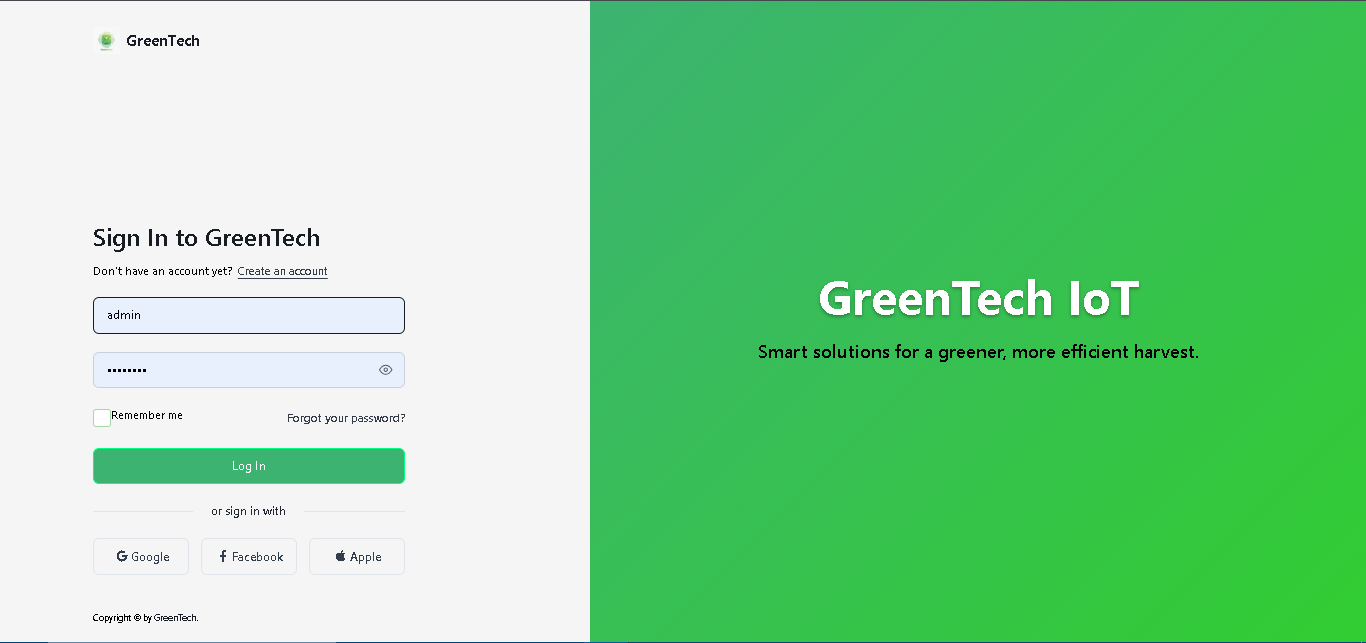 GreenTech
Sign In to GreenTech
Don't have an account yet? Create an account
admin
••••••••
Remember me
Forgot your password?
Log In
or sign in with
Google
Facebook
Apple
Copyright © by GreenTech.
GreenTech IoT
Smart solutions for a greener, more efficient harvest.